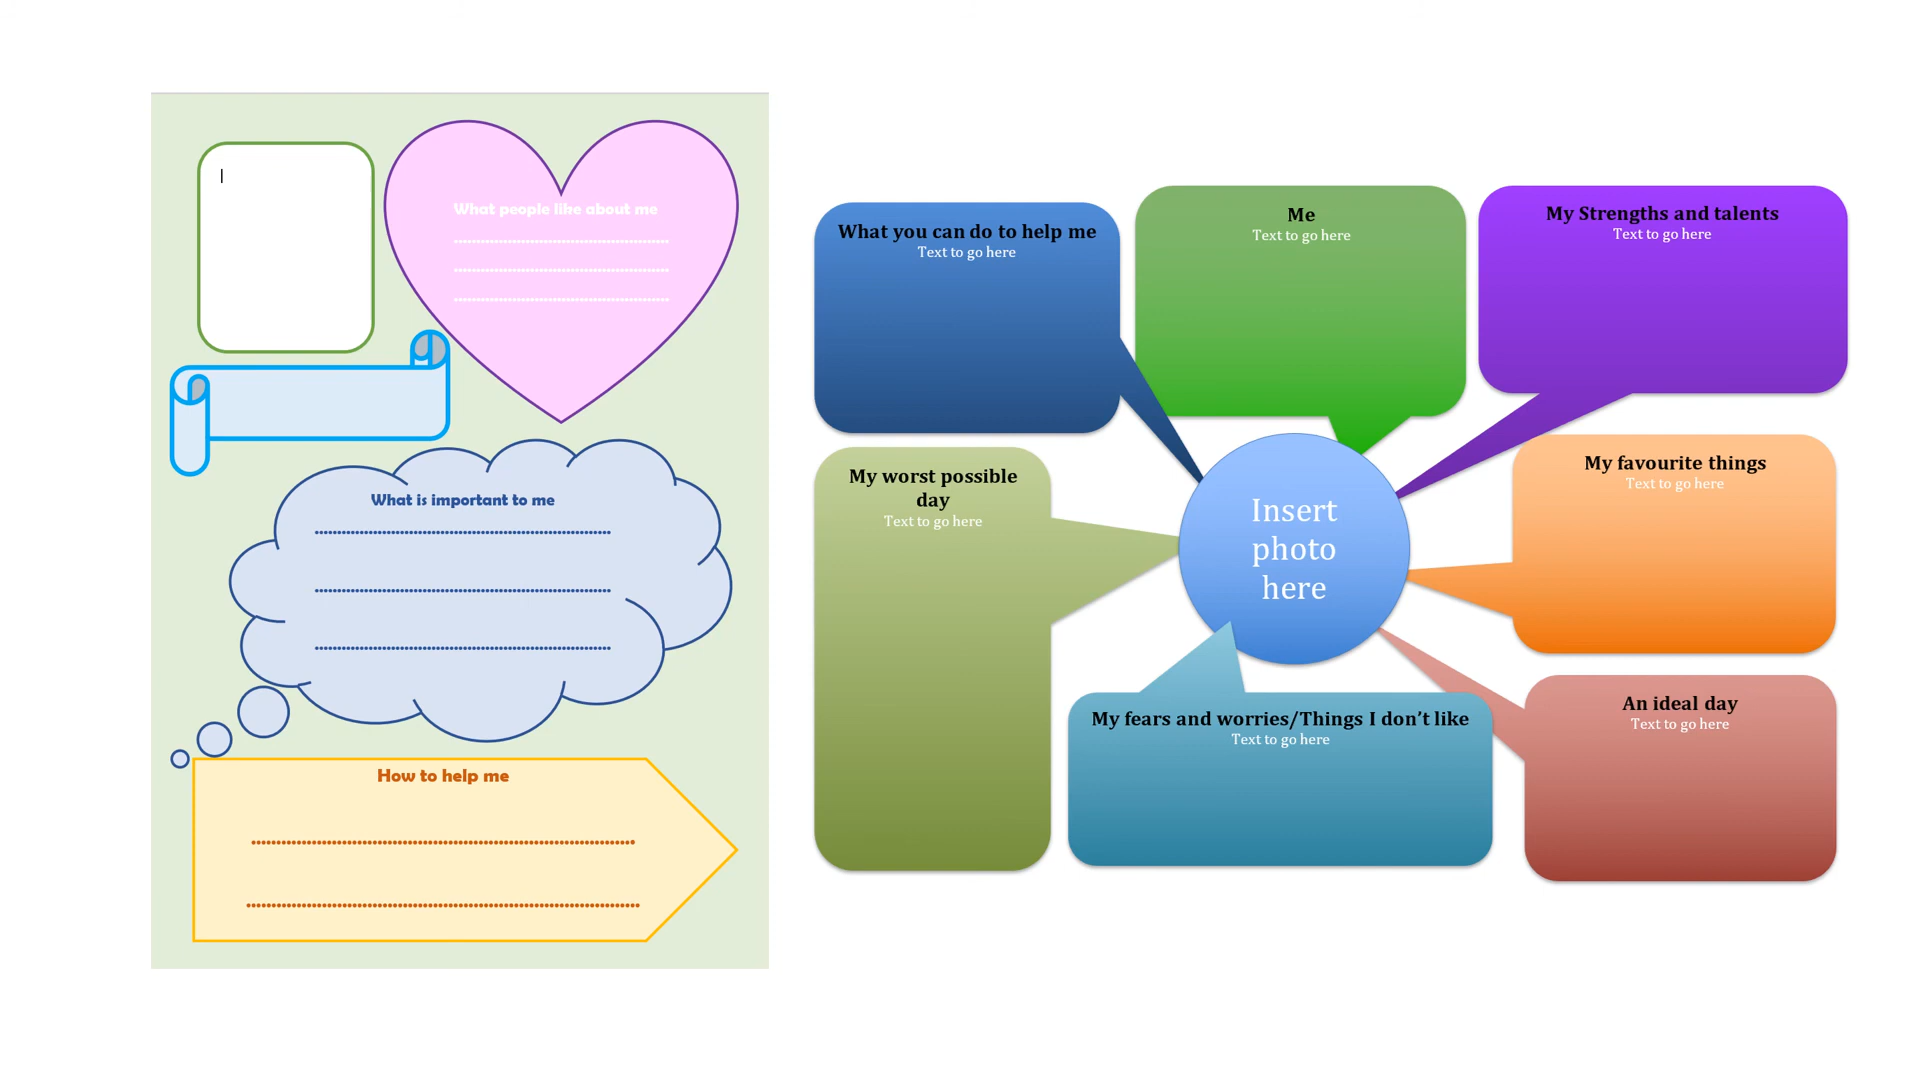 What people like about me
What is important to me
How to help me
What you can do to help me
Text to go here
Me
Text to go here
My Strengths and talents
Text to go here
My worst possible
day
Text to go here
Insert
photo
here
My favourite things
Text to go here
My fears and worries/Things I don’t like
Text to go here
An ideal day
Text to go here